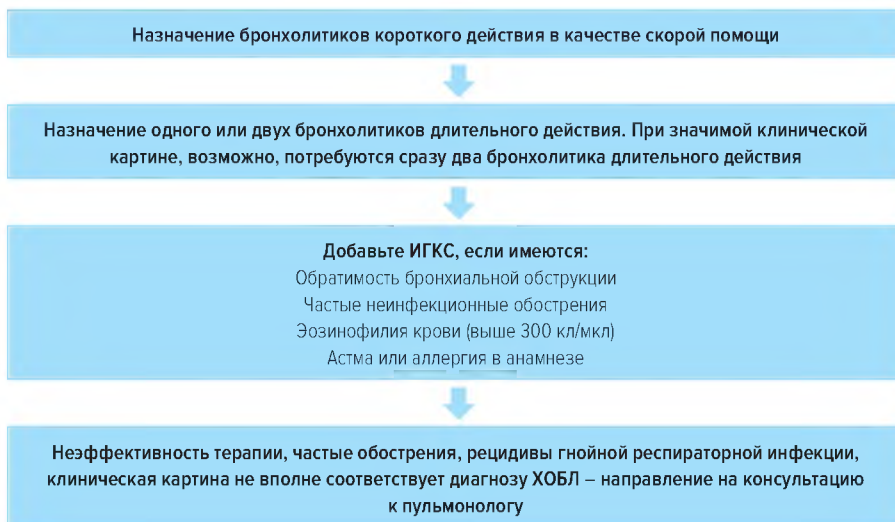 Назначение бронхолитиков короткого действия в качестве скорой помощи
Назначение одного или двух бронхолитиков длительного действия. При значимой клинической
картине, возможно, потребуются сразу два бронхолитика длительного действия
Добавьте ИГКС, если имеются:
Обратимость бронхиальной обструкции
Частые неинфекционные обострения
Эозинофилия крови (выше 300 кл/мкл)
Астма или аллергия в анамнезе
Неэффективность терапии, частые обострения, рецидивы гнойной респираторной инфекции,
клиническая картина не вполне соответствует диагнозу ХОБЛ – направление на консультацию
к пульмонологу